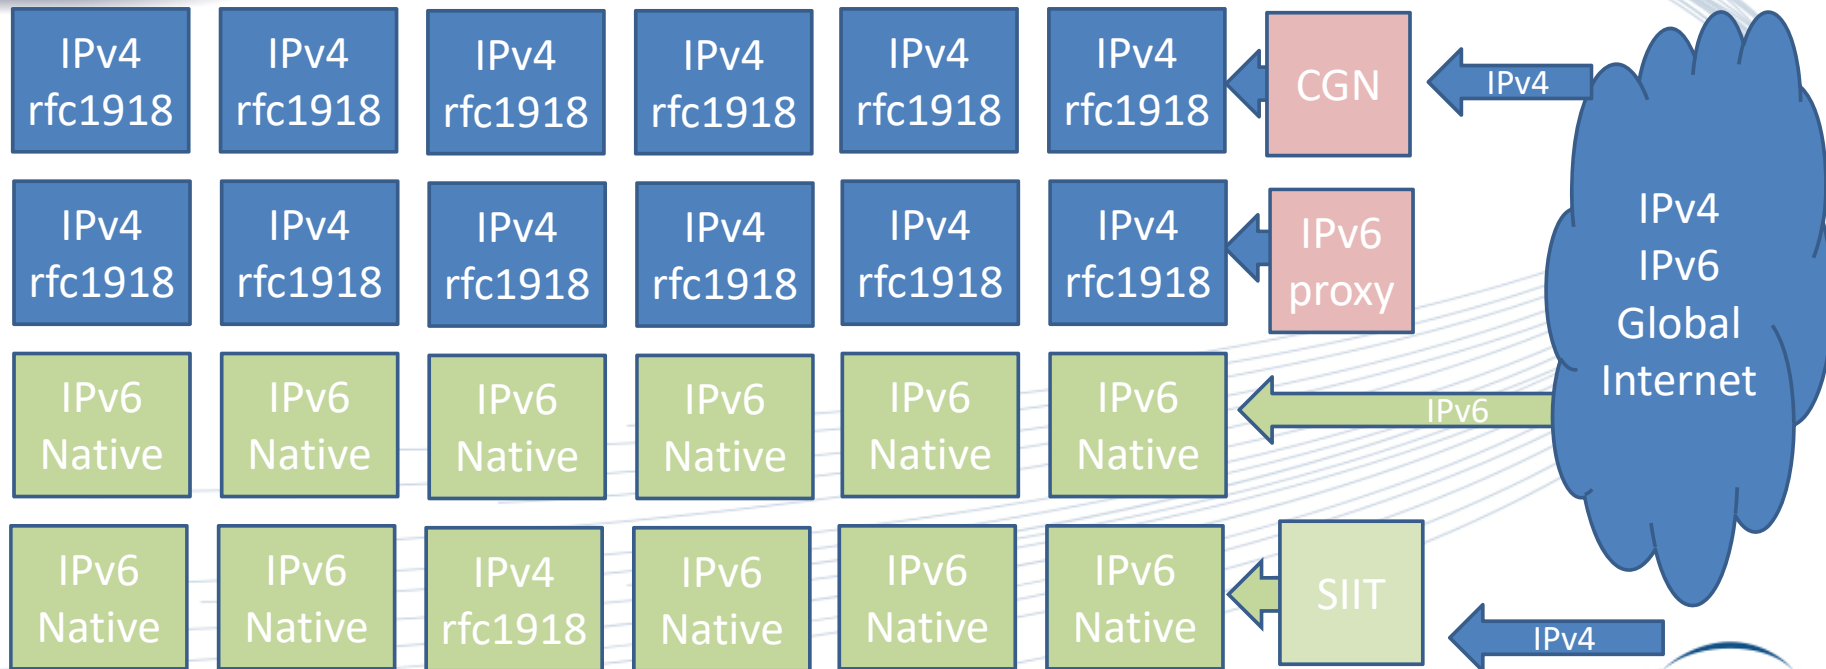 IPv4
rfc1918
IPv4
rfc1918
IPv4
rfc1918
IPv4
rfc1918
IPv4
rfc1918
IPv4
rfc1918
CGN
IPv4
IPv4
rfc1918
IPv4
rfc1918
IPv4
rfc1918
IPv4
rfc1918
IPv4
rfc1918
IPv4
rfc1918
IPv6
proxy
IPv4
IPv6
Global
Internet
IPv6
Native
IPv6
Native
IPv6
Native
IPv6
Native
IPv6
Native
IPv6
Native
IPv6
IPv6
Native
IPv6
Native
IPv4
rfc1918
IPv6
Native
IPv6
Native
IPv6
Native
SIIT
IPv4